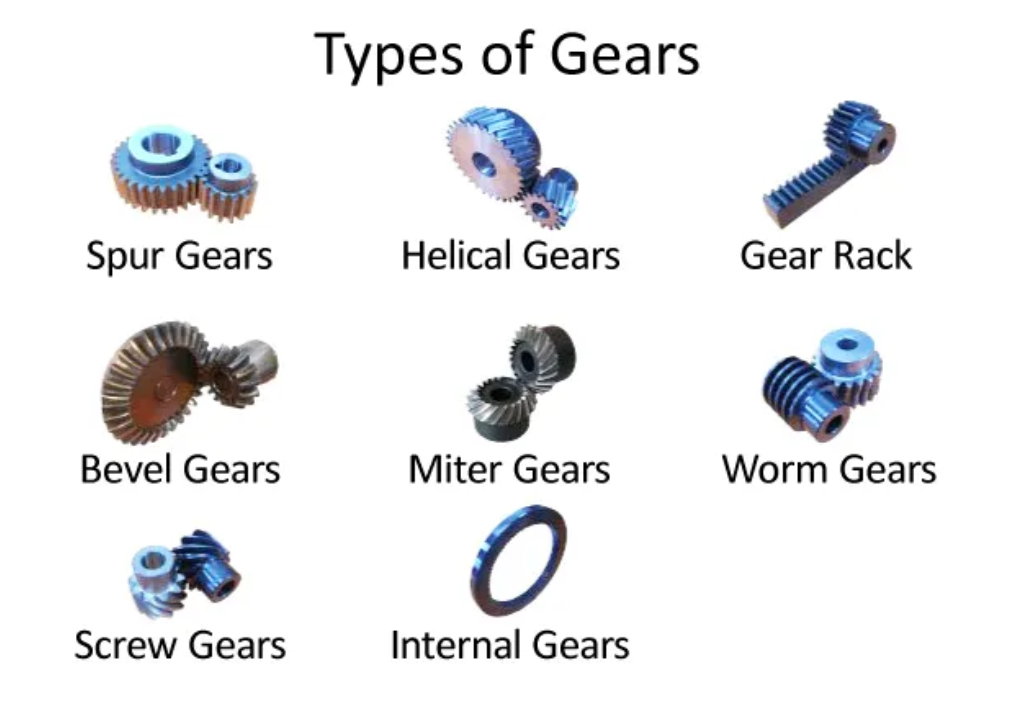 Types of Gears
Spur Gears
Helical Gears
Gear Rack
Bevel Gears
Miter Gears
Worm Gears
Screw Gears
Internal Gears